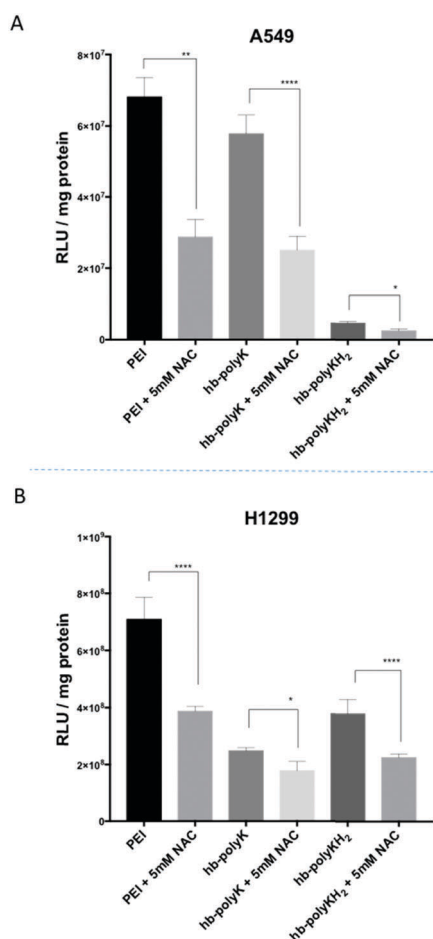 A
A549
8×10⁷
6×10⁷
4×10⁷
2×10⁷
0
RLU / mg protein
**
****
*
PEI
PEI + 5mM NAC
hb-polyK
hb-polyK + 5mM NAC
hb-polyKH₂
hb-polyKH₂ + 5mM NAC
B
H1299
1×10⁹
8×10⁸
6×10⁸
4×10⁸
2×10⁸
0
RLU / mg protein
****
*
****
PEI
PEI + 5mM NAC
hb-polyK
hb-polyK + 5mM NAC
hb-polyKH₂
hb-polyKH₂ + 5mM NAC